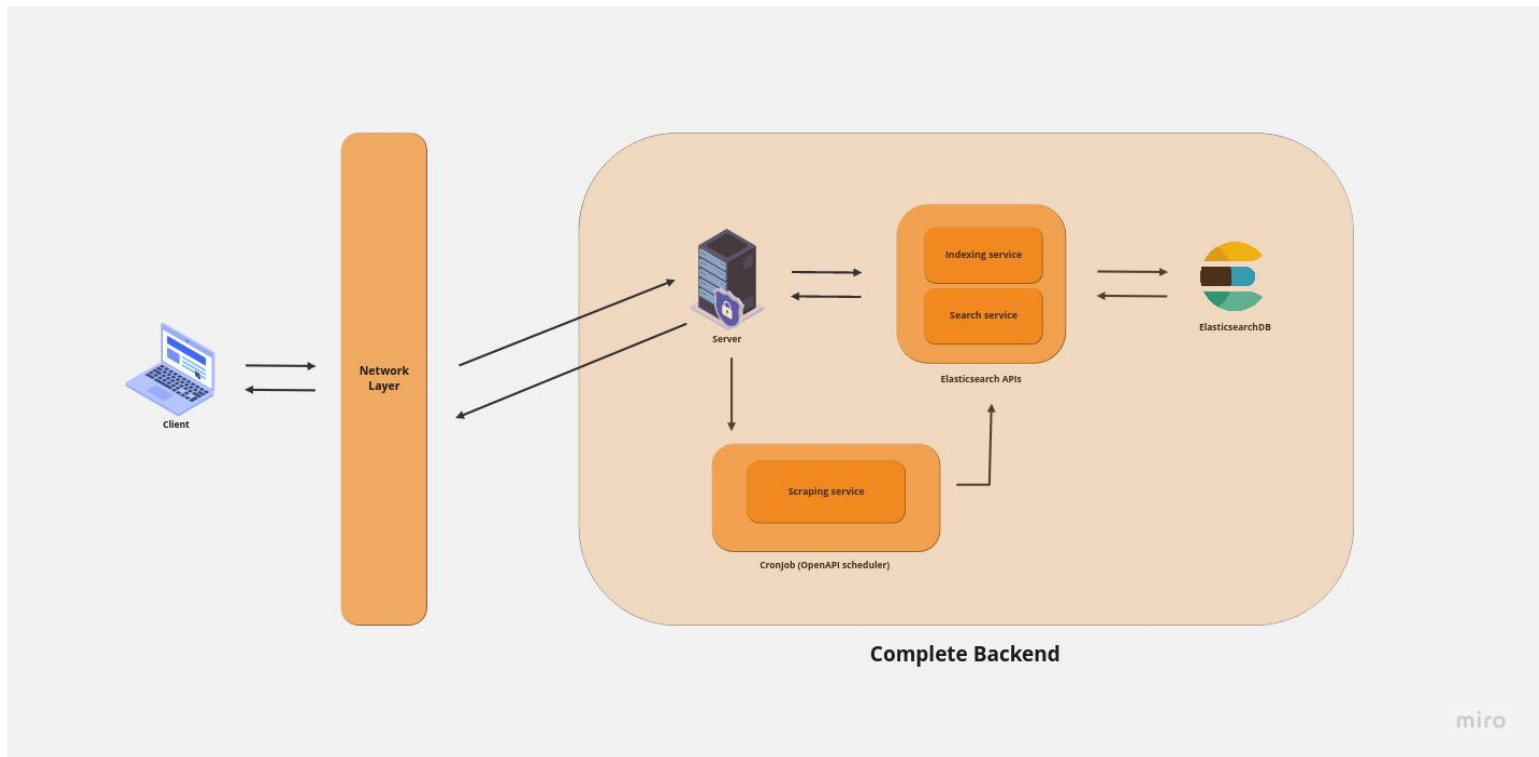 Client
Network
Layer
Server
Indexing service
Search service
Elasticsearch APIs
ElasticsearchDB
Scraping service
CronJob (OpenAPI scheduler)
Complete Backend
miro